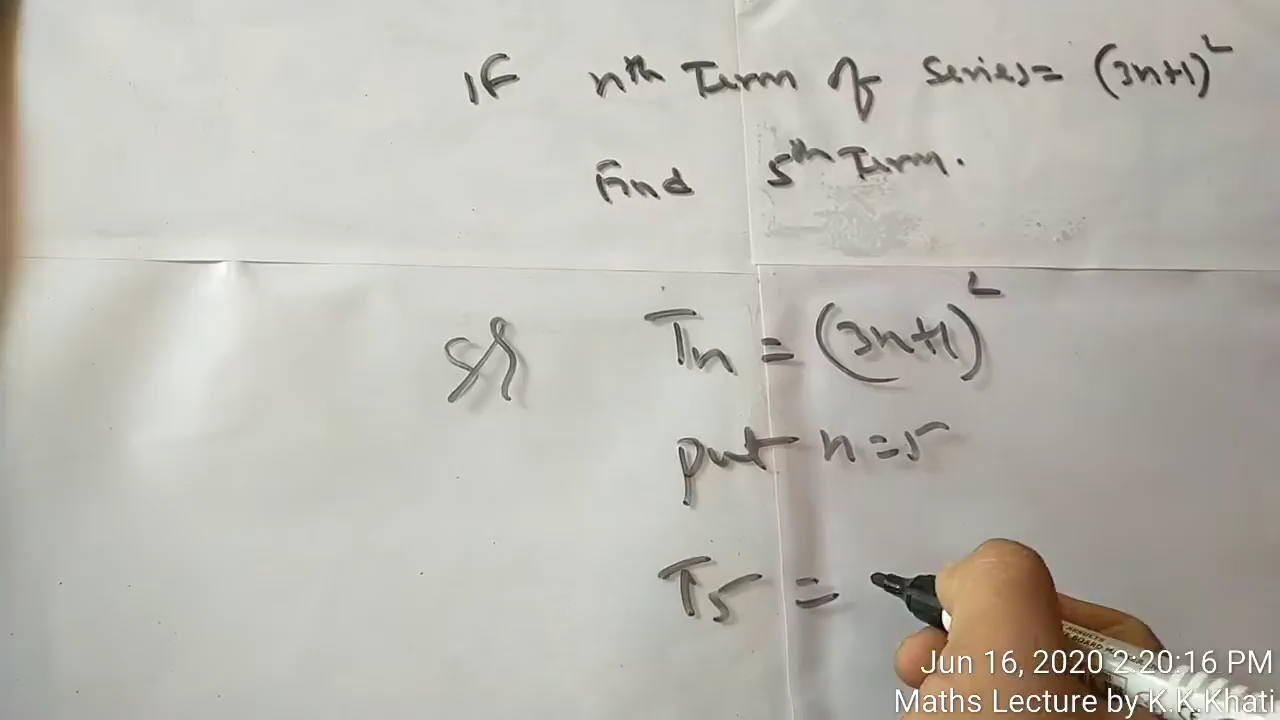 IF nth Term of Series = (3n+1)²
Find 5th Term.
Tn = (3n+1)²
put n=5
T5 =
Jun 16, 2020 2:20:16 PM
Maths Lecture by K.K.Khati